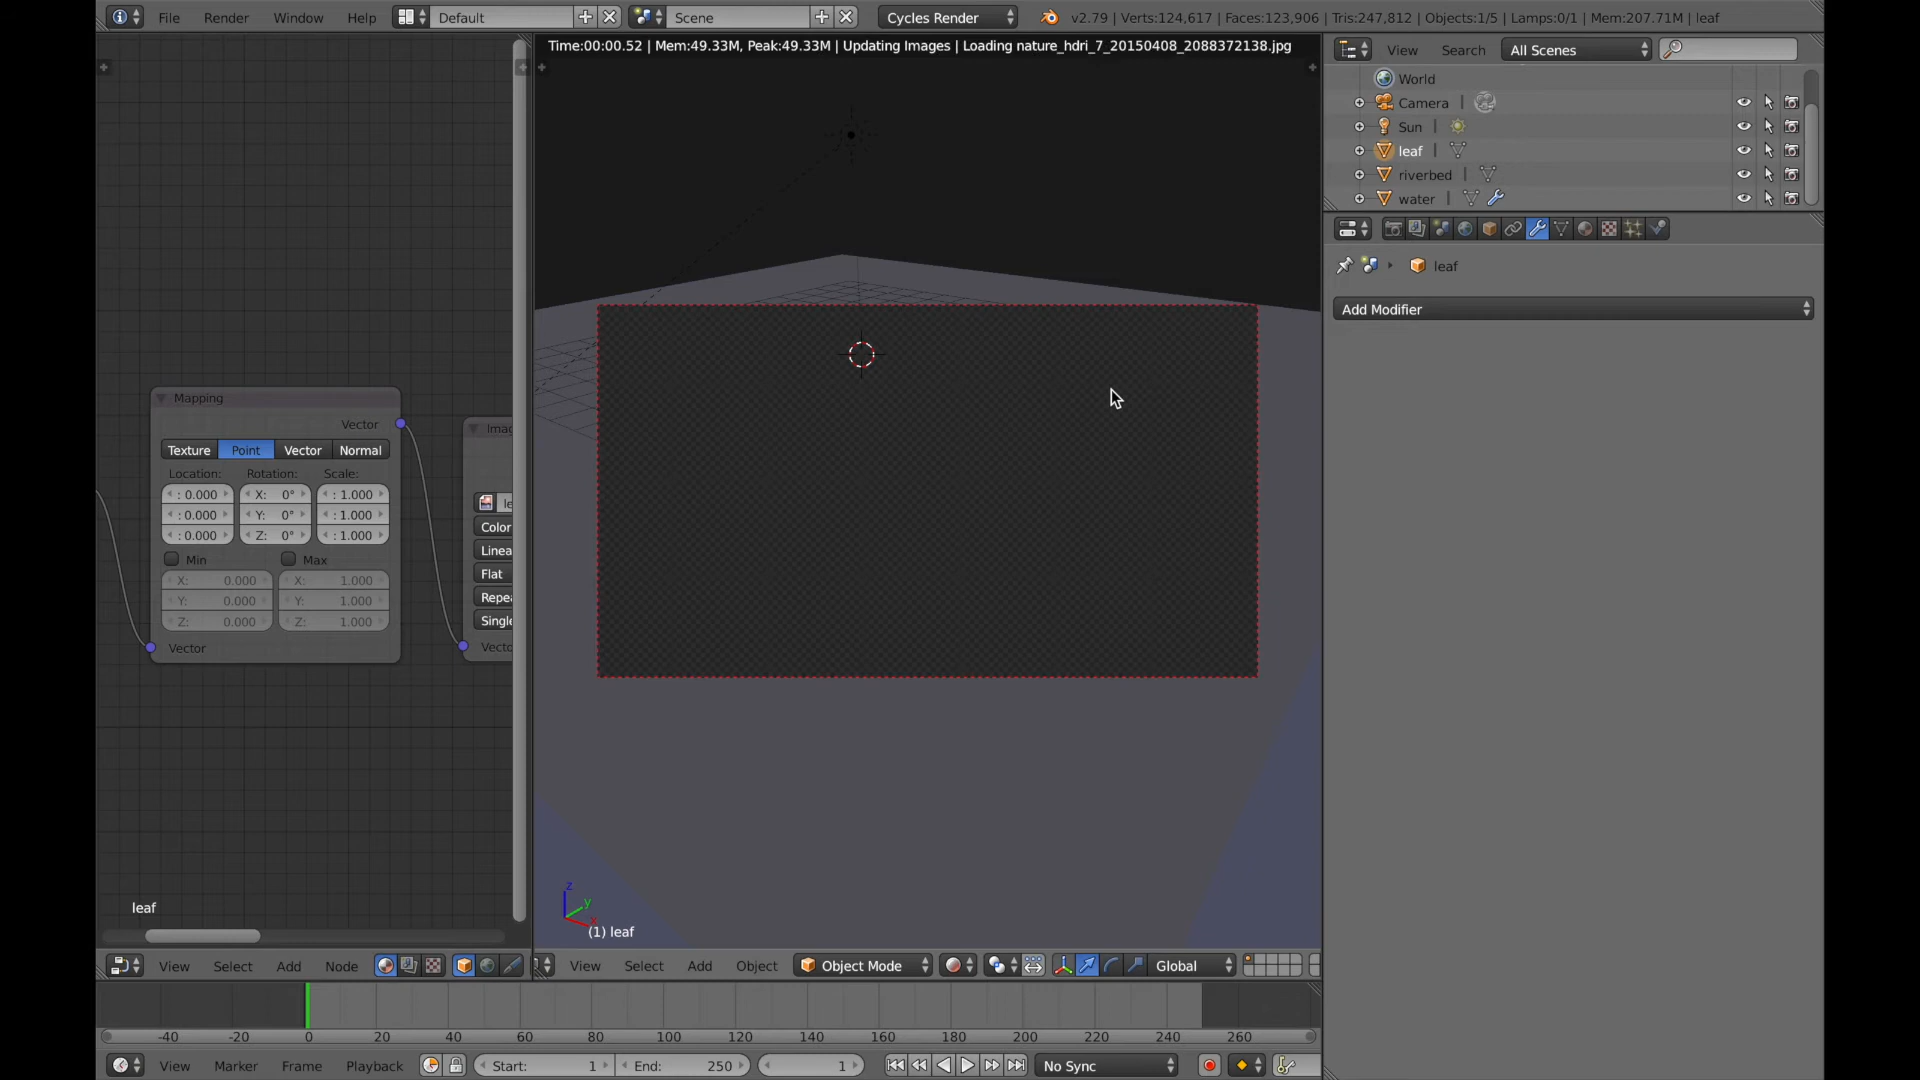 File Render Window Help Default Scene Cycles Render v2.79 | Verts:124,617 | Faces:123,906 | Tris:247,812 | Objects:1/5 | Lamps:0/1 | Mem:207.71M | leaf
Time:00:00.52 | Mem:49.33M, Peak:49.33M | Updating Images | Loading nature_hdri_7_20150408_2088372138.jpg
View Search All Scenes
World
Camera
Sun
leaf
riverbed
water
leaf
Add Modifier
Mapping
Vector
Texture Point Vector Normal
Location: Rotation: Scale:
: 0.000 X: 0° : 1.000
: 0.000 Y: 0° : 1.000
: 0.000 Z: 0° : 1.000
Min Max
X: 0.000 X: 1.000
Y: 0.000 Y: 1.000
Z: 0.000 Z: 1.000
Vector
Imag
le
Color
Linea
Flat
Repea
Single
Vecto
leaf
z
y
x
(1) leaf
View Select Add Node
View Select Add Object Object Mode Global
-40 -20 0 20 40 60 80 100 120 140 160 180 200 220 240 260
View Marker Frame Playback Start: 1 End: 250 1 No Sync